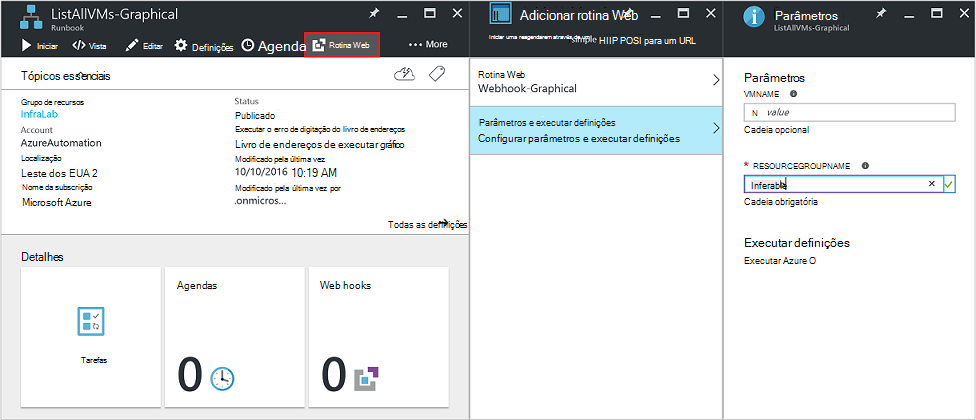 ListAllVMs-Graphical
Runbook
Iniciar
Vista
Editar
Definições
Agenda
Rotina Web
More
Tópicos essenciais
Grupo de recursos
InfraLab
Account
AzureAutomation
Localização
Leste dos EUA 2
Nome da subscrição
Microsoft Azure
Status
Publicado
Executar o erro de digitação do livro de endereços
Livro de endereços de executar gráfico
Modificado pela última vez
10/10/2016 10:19 AM
Modificado pela última vez por
.onmicros...
Todas as definições
Detalhes
Tarefas
Agendas
0
Web hooks
0
Adicionar rotina Web
Iniciar uma reagendarem através de um
Simple HIIP POSI para um URL
Rotina Web
Webhook-Graphical
Parâmetros e executar definições
Configurar parâmetros e executar definições
Parâmetros
ListAllVMs-Graphical
Parâmetros
VMNAME
N value
Cadeia opcional
* RESOURCEGROUPNAME
Inferable
Cadeia obrigatória
Executar definições
Executar Azure O